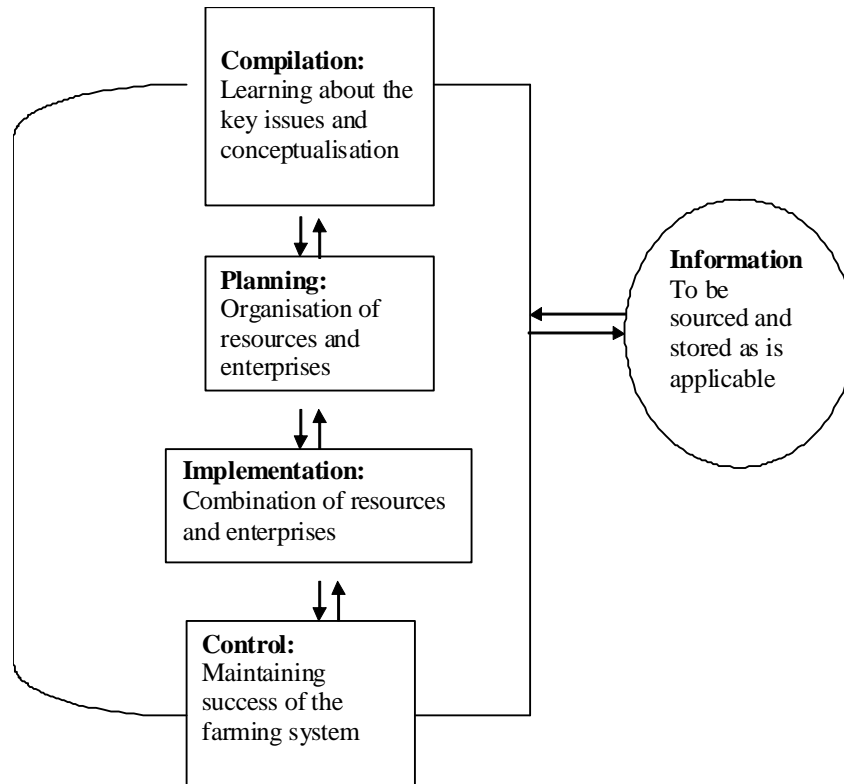 Compilation:
Learning about the
key issues and
conceptualisation
Planning:
Organisation of
resources and
enterprises
Implementation:
Combination of resources
and enterprises
Control:
Maintaining
success of the
farming system
Information
To be
sourced and
stored as is
applicable